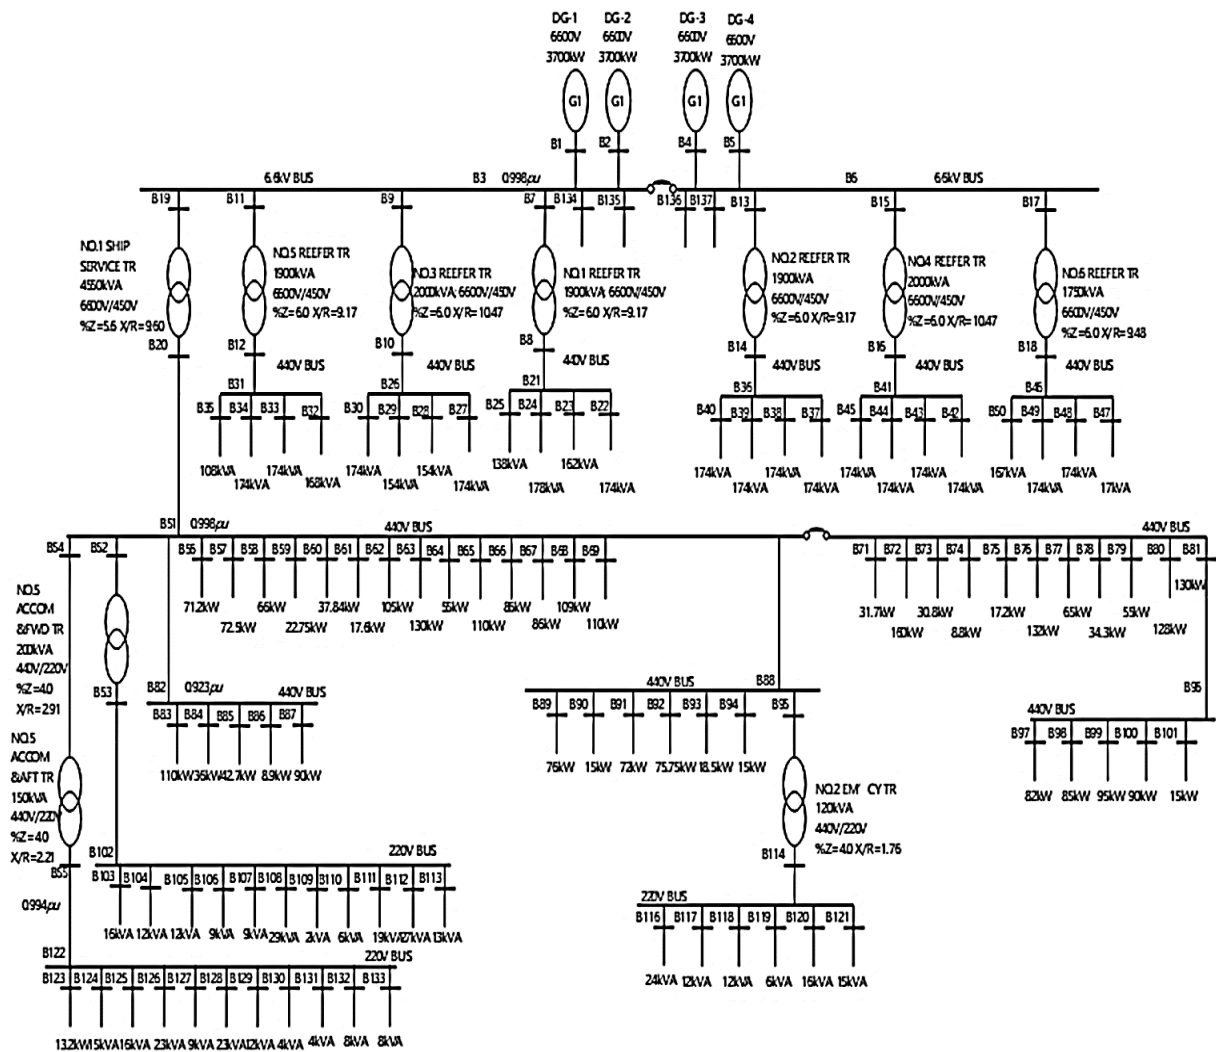 DG-1 DG-2 DG-3 DG-4
6600V 6600V 6600V 6600V
3700kW 3700kW 3700kW 3700kW
G1 G1 G1 G1
B1 B2 B4 B5
6.6kV BUS B3 0.998pu B6 6.6kV BUS
B19 B11 B9 B7 B134 B135 B136 B137 B13 B15 B17
NO.1 SHIP
SERVICE TR
4550kVA
6600V/450V
%Z=5.6 X/R=9.60
B20
NO.5 REEFER TR
1900kVA
6600V/450V
%Z=6.0 X/R=9.17
B12
NO.3 REEFER TR
2000kVA; 6600V/450V
%Z=6.0 X/R=10.47
B10
NO.1 REEFER TR
1900kVA; 6600V/450V
%Z=6.0 X/R=9.17
B8
NO.2 REEFER TR
1900kVA
6600V/450V
%Z=6.0 X/R=9.17
B14
NO.4 REEFER TR
2000kVA
6600V/450V
%Z=6.0 X/R=10.47
B16
NO.6 REEFER TR
1750kVA
6600V/450V
%Z=6.0 X/R=9.48
B18
440V BUS 440V BUS 440V BUS 440V BUS 440V BUS 440V BUS
B31 B26 B21 B36 B41 B46
B35 B34 B33 B32 B30 B29 B28 B27 B25 B24 B23 B22 B40 B39 B38 B37 B45 B44 B43 B42 B50 B49 B48 B47
108kVA 174kVA 174kVA 168kVA
174kVA 154kVA 154kVA 174kVA
138kVA 178kVA 162kVA 174kVA
174kVA 174kVA 174kVA 174kVA
174kVA 174kVA 174kVA 174kVA
167kVA 174kVA 174kVA 17kVA
B51 0.998pu 440V BUS 440V BUS
B54 B52 B56 B57 B58 B59 B60 B61 B62 B63 B64 B65 B66 B67 B68 B69 B71 B72 B73 B74 B75 B76 B77 B78 B79 B80 B81
71.2kW 72.5kW 66kW 22.75kW 37.84kW 17.6kW 105kW 130kW 55kW 110kW 85kW 86kW 109kW 110kW
31.7kW 160kW 30.8kW 8.8kW 17.2kW 132kW 65kW 34.3kW 55kW 128kW 130kW
NO.5
ACCOM
&FWD TR
200kVA
440V/220V
%Z=4.0
X/R=2.91
B53
NO.5
ACCOM
&AFT TR
150kVA
440V/220V
%Z=4.0
X/R=2.21
B55
0.994pu
B82 0.923pu 440V BUS
B83 B84 B85 B86 B87
110kW 36kW 42.7kW 8.9kW 90kW
440V BUS B88
B89 B90 B91 B92 B93 B94 B95
76kW 15kW 72kW 75.75kW 18.5kW 15kW
B96
440V BUS
B97 B98 B99 B100 B101
82kW 85kW 95kW 90kW 15kW
NO.2 EM' CY TR
120kVA
440V/220V
%Z=4.0 X/R=1.76
B114
B102 220V BUS
B103 B104 B105 B106 B107 B108 B109 B110 B111 B112 B113
16kVA 12kVA 12kVA 9kVA 9kVA 29kVA 2kVA 6kVA 19kVA 27kVA 13kVA
220V BUS
B116 B117 B118 B119 B120 B121
24kVA 12kVA 12kVA 6kVA 16kVA 15kVA
B122 220V BUS
B123 B124 B125 B126 B127 B128 B129 B130 B131 B132 B133
13.2kW 15kVA 16kVA 23kVA 9kVA 23kVA 12kVA 4kVA 4kVA 8kVA 8kVA